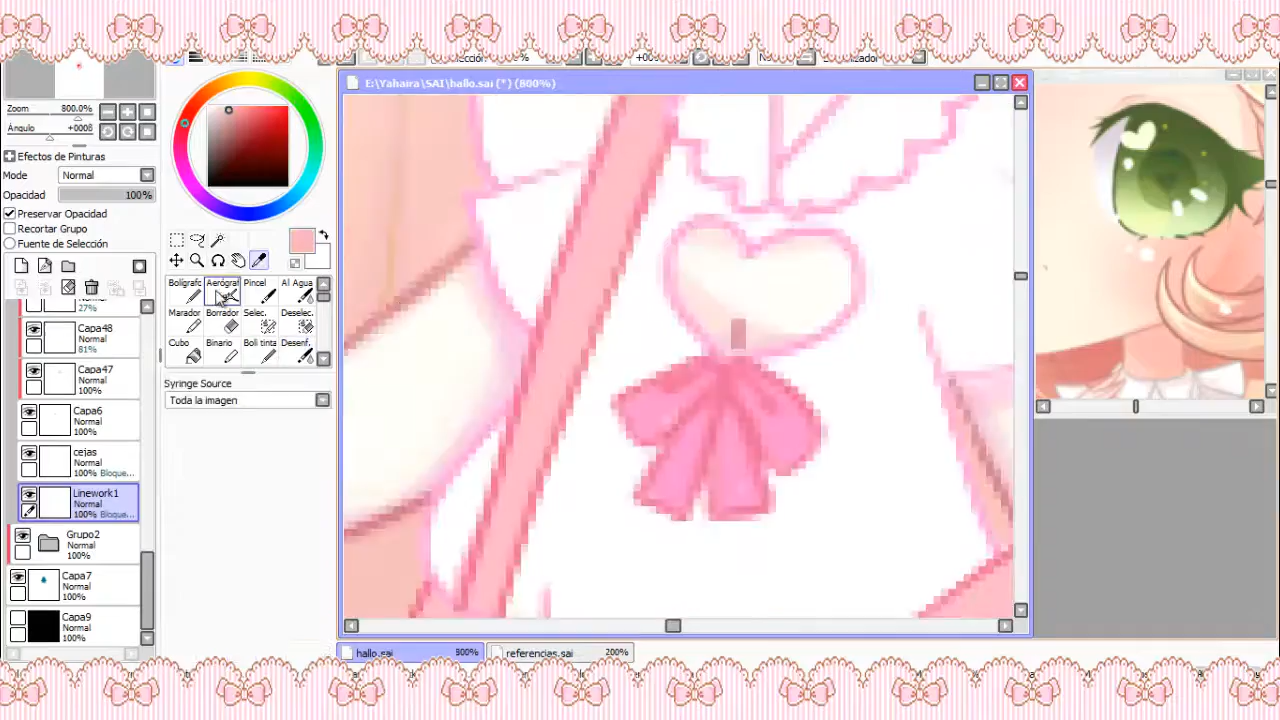 E:\Yahaira\SAI\hallo.sai (*) (800%)
Zoom 800.0%
Ángulo +000ß
Efectos de Pinturas
Mode Normal
Opacidad 100%
Preservar Opacidad
Recortar Grupo
Fuente de Selección
Bolígrafo Aerógraf Pincel Al Agua
Marador Borrador Selec. Deselec.
Cubo Binario Boli tinta Desenf.
Syringe Source
Toda la imagen
27%
Capa48
Normal
81%
Capa47
Normal
100%
Capa6
Normal
100%
cejas
Normal
100% Bloque...
Linework1
Normal
100% Bloque...
Grupo2
Normal
100%
Capa7
Normal
100%
Capa9
Normal
100%
hallo.sai 800%
referencias.sai 200%